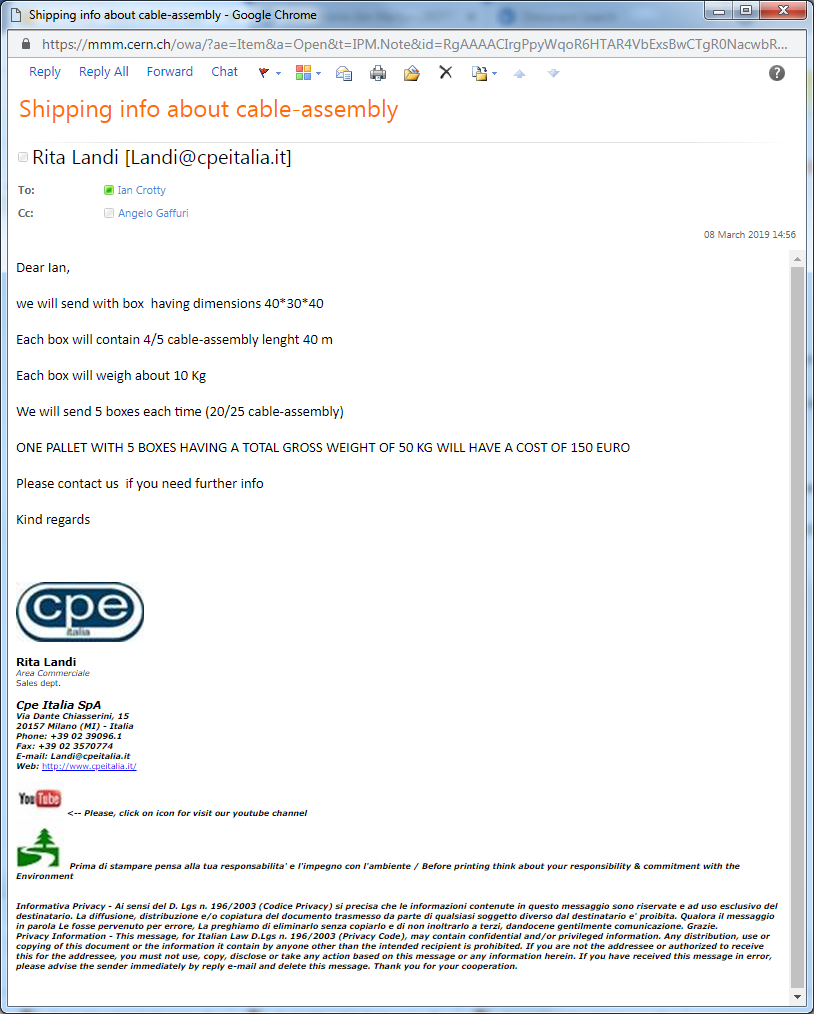 Shipping info about cable-assembly - Google Chrome
https://mmm.cern.ch/owa/?ae=Item&a=Open&t=IPM.Note&id=RgAAAACIrgPpyWqoR6HTAR4VbExsBwCTgR0NacwbR...
Reply Reply All Forward Chat
Shipping info about cable-assembly
Rita Landi [Landi@cpeitalia.it]
To: Ian Crotty
Cc: Angelo Gaffuri
08 March 2019 14:56
Dear Ian,
we will send with box  having dimensions 40*30*40
Each box will contain 4/5 cable-assembly lenght 40 m
Each box will weigh about 10 Kg
We will send 5 boxes each time (20/25 cable-assembly)
ONE PALLET WITH 5 BOXES HAVING A TOTAL GROSS WEIGHT OF 50 KG WILL HAVE A COST OF 150 EURO
Please contact us  if you need further info
Kind regards
cpe
italia
Rita Landi
Area Commerciale
Sales dept.
Cpe Italia SpA
Via Dante Chiasserini, 15
20157 Milano (MI) - Italia
Phone: +39 02 39096.1
Fax: +39 02 3570774
E-mail: Landi@cpeitalia.it
Web: http://www.cpeitalia.it/
YouTube <-- Please, click on icon for visit our youtube channel
Prima di stampare pensa alla tua responsabilita' e l'impegno con l'ambiente / Before printing think about your responsibility & commitment with the
Environment
Informativa Privacy - Ai sensi del D. Lgs n. 196/2003 (Codice Privacy) si precisa che le informazioni contenute in questo messaggio sono riservate e ad uso esclusivo del
destinatario. La diffusione, distribuzione e/o copiatura del documento trasmesso da parte di qualsiasi soggetto diverso dal destinatario e' proibita. Qualora il messaggio
in parola Le fosse pervenuto per errore, La preghiamo di eliminarlo senza copiarlo e di non inoltrarlo a terzi, dandocene gentilmente comunicazione. Grazie.
Privacy Information - This message, for Italian Law D.Lgs n. 196/2003 (Privacy Code), may contain confidential and/or privileged information. Any distribution, use or
copying of this document or the information it contain by anyone other than the intended recipient is prohibited. If you are not the addressee or authorized to receive
this for the addressee, you must not use, copy, disclose or take any action based on this message or any information herein. If you have received this message in error,
please advise the sender immediately by reply e-mail and delete this message. Thank you for your cooperation.